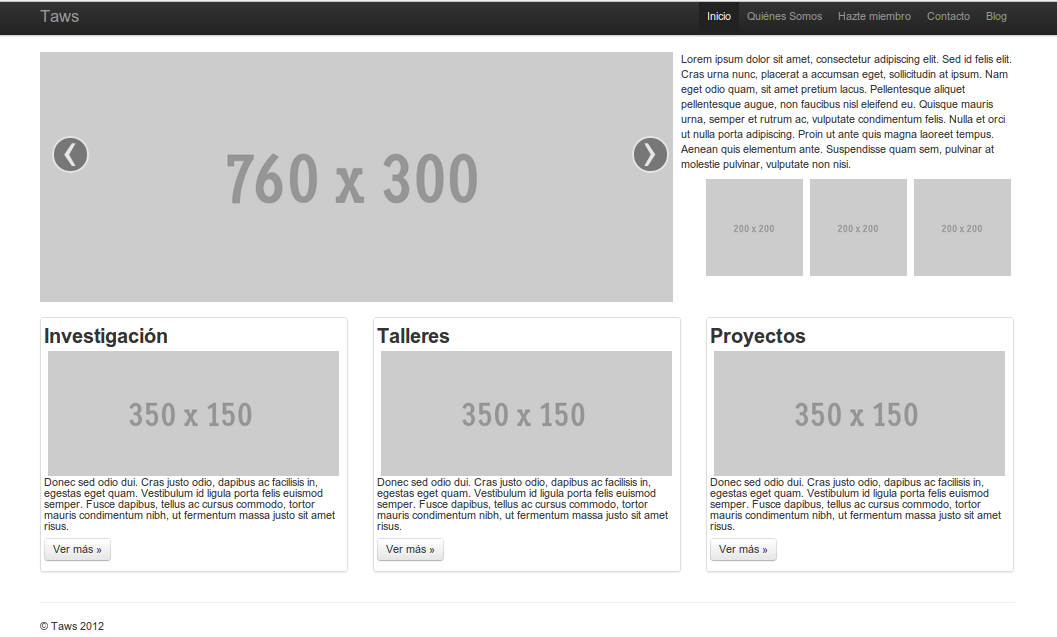 Taws
Inicio Quiénes Somos Hazte miembro Contacto Blog
760 x 300
Lorem ipsum dolor sit amet, consectetur adipiscing elit. Sed id felis elit.
Cras urna nunc, placerat a accumsan eget, sollicitudin at ipsum. Nam
eget odio quam, sit amet pretium lacus. Pellentesque aliquet
pellentesque augue, non faucibus nisl eleifend eu. Quisque mauris
urna, semper et rutrum ac, vulputate condimentum felis. Nulla et orci
ut nulla porta adipiscing. Proin ut ante quis magna laoreet tempus.
Aenean quis elementum ante. Suspendisse quam sem, pulvinar at
molestie pulvinar, vulputate non nisi.
200 x 200
200 x 200
200 x 200
Investigación
350 x 150
Donec sed odio dui. Cras justo odio, dapibus ac facilisis in,
egestas eget quam. Vestibulum id ligula porta felis euismod
semper. Fusce dapibus, tellus ac cursus commodo, tortor
mauris condimentum nibh, ut fermentum massa justo sit amet
risus.
Ver más »
Talleres
350 x 150
Donec sed odio dui. Cras justo odio, dapibus ac facilisis in,
egestas eget quam. Vestibulum id ligula porta felis euismod
semper. Fusce dapibus, tellus ac cursus commodo, tortor
mauris condimentum nibh, ut fermentum massa justo sit amet
risus.
Ver más »
Proyectos
350 x 150
Donec sed odio dui. Cras justo odio, dapibus ac facilisis in,
egestas eget quam. Vestibulum id ligula porta felis euismod
semper. Fusce dapibus, tellus ac cursus commodo, tortor
mauris condimentum nibh, ut fermentum massa justo sit amet
risus.
Ver más »
© Taws 2012